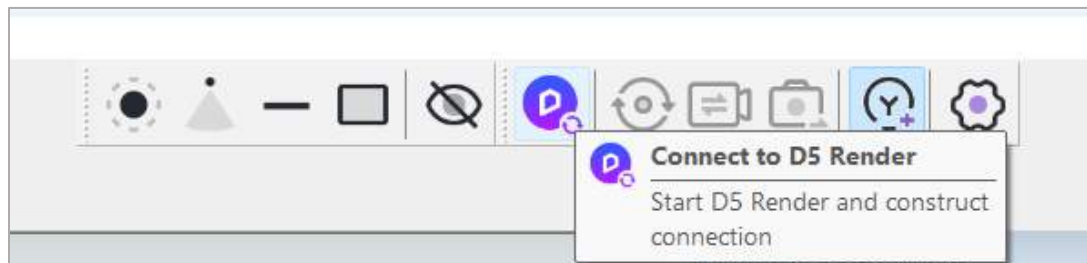 Connect to D5 Render
Start D5 Render and construct
connection